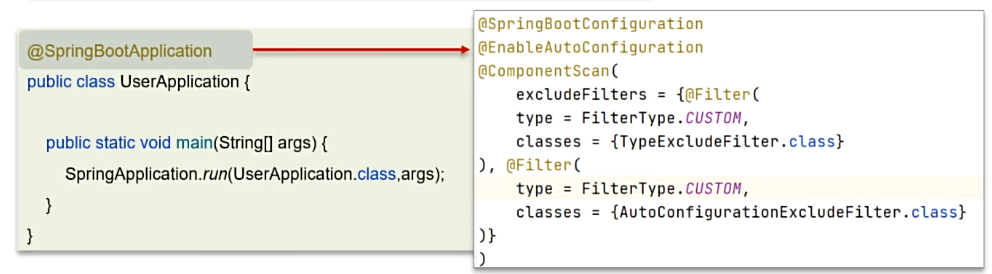 @SpringBootApplication
public class UserApplication {
public static void main(String[] args) {
SpringApplication.run(UserApplication.class,args);
}
}
@SpringBootConfiguration
@EnableAutoConfiguration
@ComponentScan(
excludeFilters = {@Filter(
type = FilterType.CUSTOM,
classes = {TypeExcludeFilter.class}
), @Filter(
type = FilterType.CUSTOM,
classes = {AutoConfigurationExcludeFilter.class}
)}
)